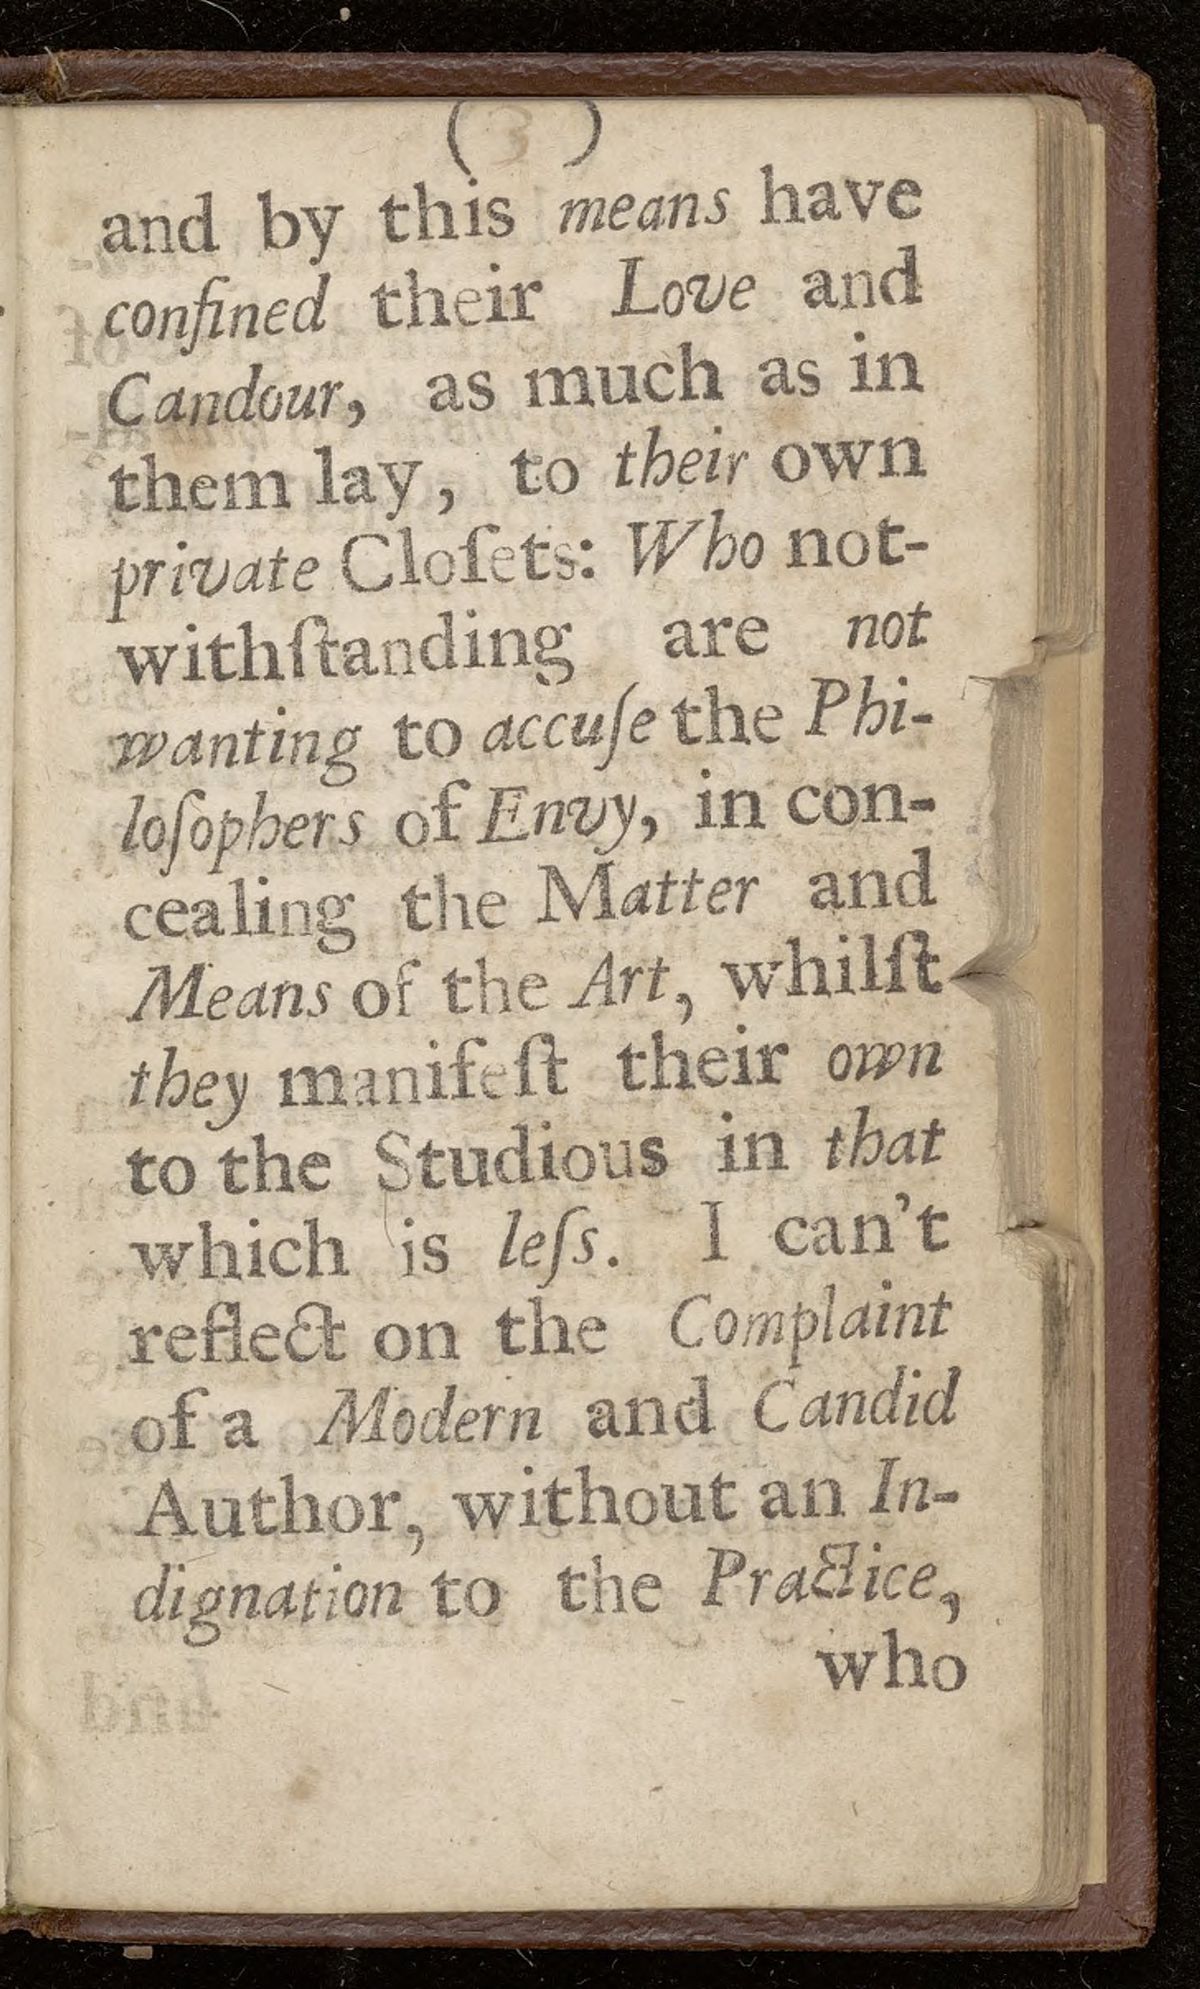 ( 3 )
and by this means have
confined their Love and
Candour, as much as in
them lay, to their own
private Cloſets: Who not-
withſtanding are not
wanting to accuſe the Phi-
loſophers of Envy, in con-
cealing the Matter and
Means of the Art, whilſt
they manifeſt their own
to the Studious in that
which is leſs. I can't
reflect on the Complaint
of a Modern and Candid
Author, without an In-
dignation to the Practice,
who